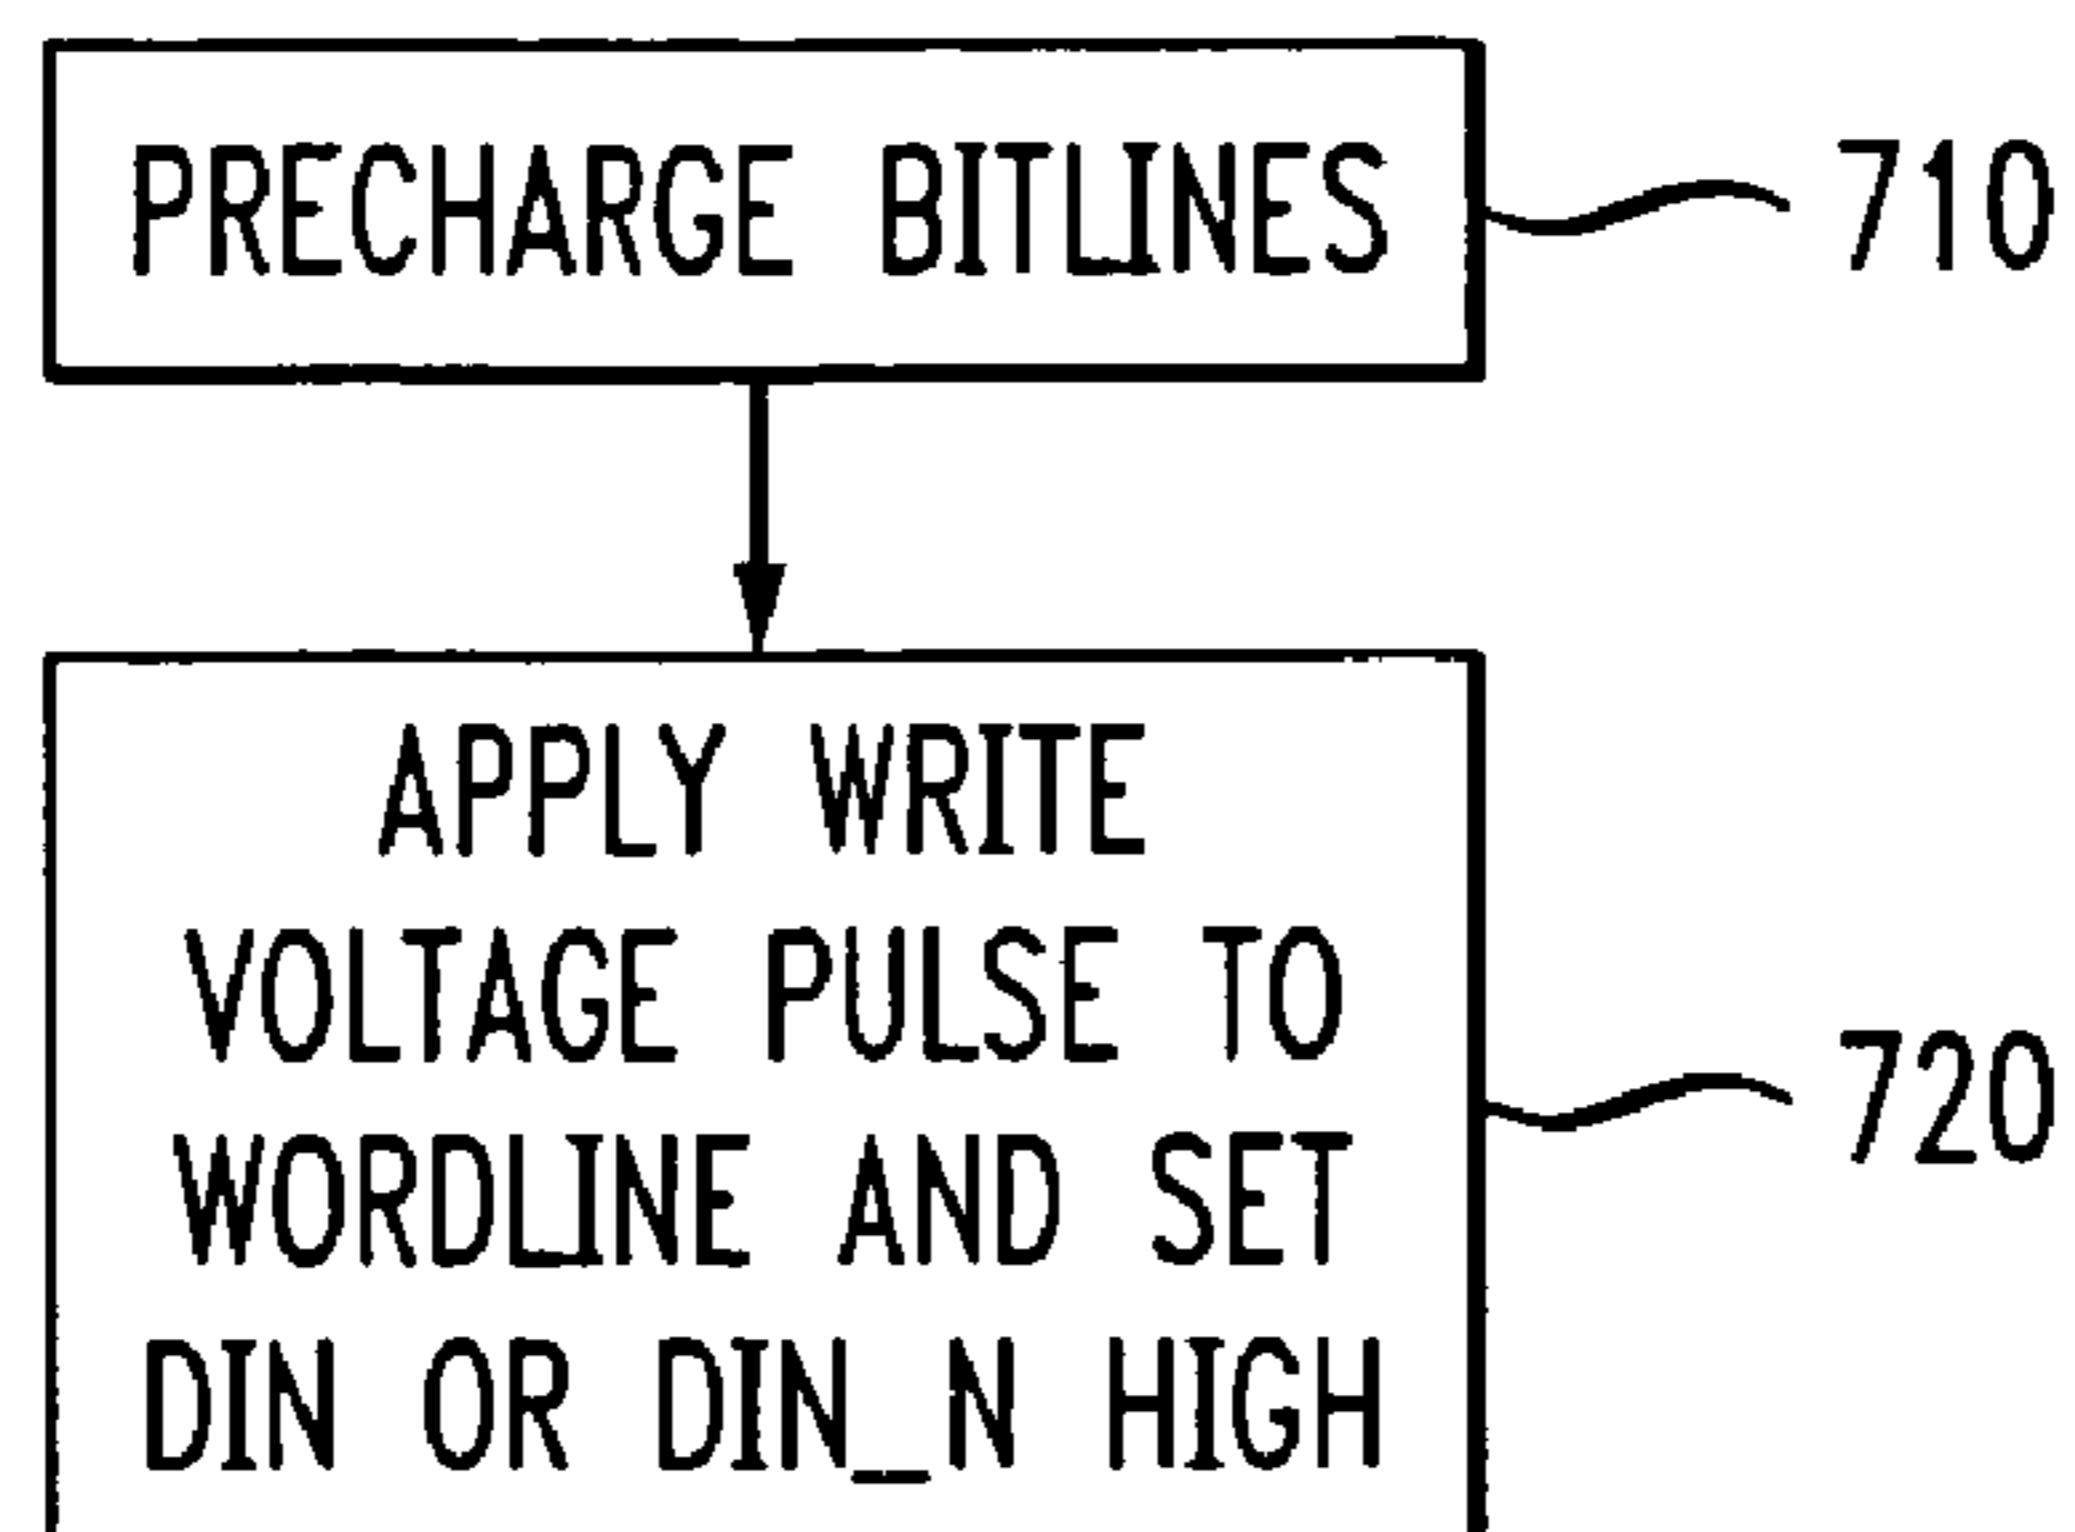 PRECHARGE BITLINES
710
APPLY WRITE
VOLTAGE PULSE TO
WORDLINE AND SET
DIN OR DIN_N HIGH
720